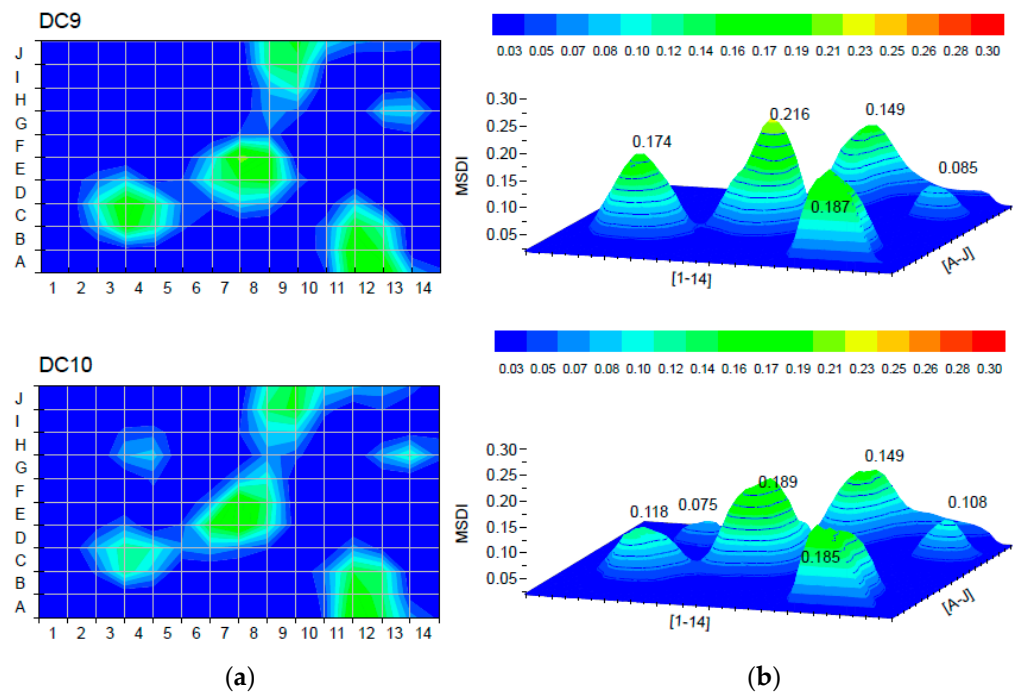 DC9
J
I
H
G
F
E
D
C
B
A
1 2 3 4 5 6 7 8 9 10 11 12 13 14
0.03 0.05 0.07 0.08 0.10 0.12 0.14 0.16 0.17 0.19 0.21 0.23 0.25 0.26 0.28 0.30
MSDI
0.30
0.25
0.20
0.15
0.10
0.05
0.174
0.216
0.149
0.085
0.187
[1-14]
[A-J]
DC10
J
I
H
G
F
E
D
C
B
A
1 2 3 4 5 6 7 8 9 10 11 12 13 14
0.03 0.05 0.07 0.08 0.10 0.12 0.14 0.16 0.17 0.19 0.21 0.23 0.25 0.26 0.28 0.30
MSDI
0.30
0.25
0.20
0.15
0.10
0.05
0.118
0.075
0.189
0.149
0.108
0.185
[1-14]
[A-J]
(a)
(b)